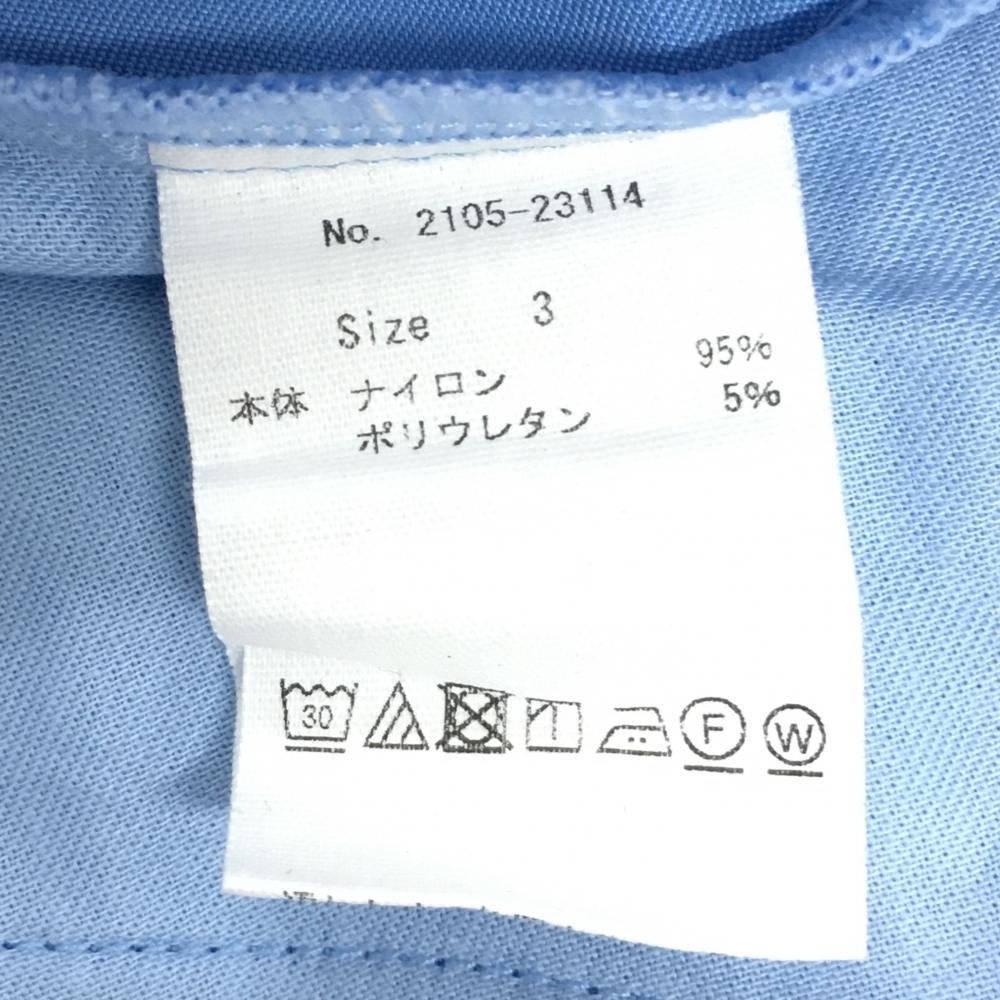 No. 2105-23114
Size 3
本体 ナイロン 95%
ポリウレタン 5%
30 F W